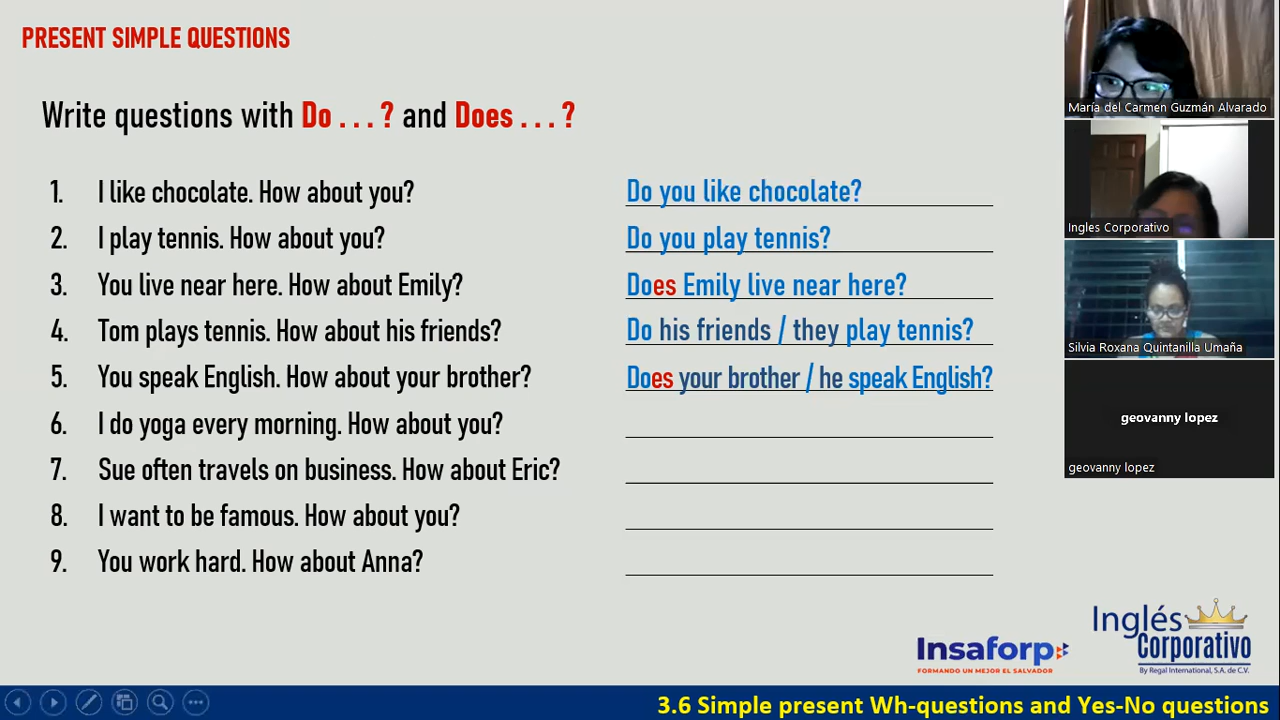 PRESENT SIMPLE QUESTIONS
Write questions with Do . . . ? and Does . . . ?
1. I like chocolate. How about you? Do you like chocolate?
2. I play tennis. How about you? Do you play tennis?
3. You live near here. How about Emily? Does Emily live near here?
4. Tom plays tennis. How about his friends? Do his friends / they play tennis?
5. You speak English. How about your brother? Does your brother / he speak English?
6. I do yoga every morning. How about you?
7. Sue often travels on business. How about Eric?
8. I want to be famous. How about you?
9. You work hard. How about Anna?
María del Carmen Guzmán Alvarado
Ingles Corporativo
Silvia Roxana Quintanilla Umaña
geovanny lopez
geovanny lopez
Insaforp
FORMANDO UN MEJOR EL SALVADOR
Inglés
Corporativo
By Regal International, S.A. de C.V.
3.6 Simple present Wh-questions and Yes-No questions